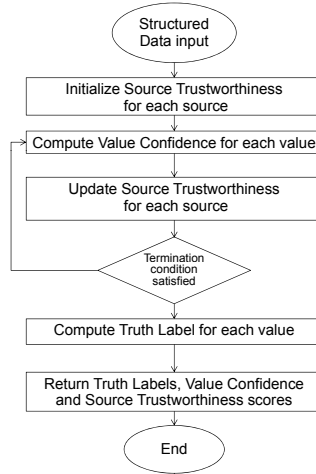 Structured
Data input
Initialize Source Trustworthiness
for each source
Compute Value Confidence for each value
Update Source Trustworthiness
for each source
Termination
condition
satisfied
Compute Truth Label for each value
Return Truth Labels, Value Confidence
and Source Trustworthiness scores
End